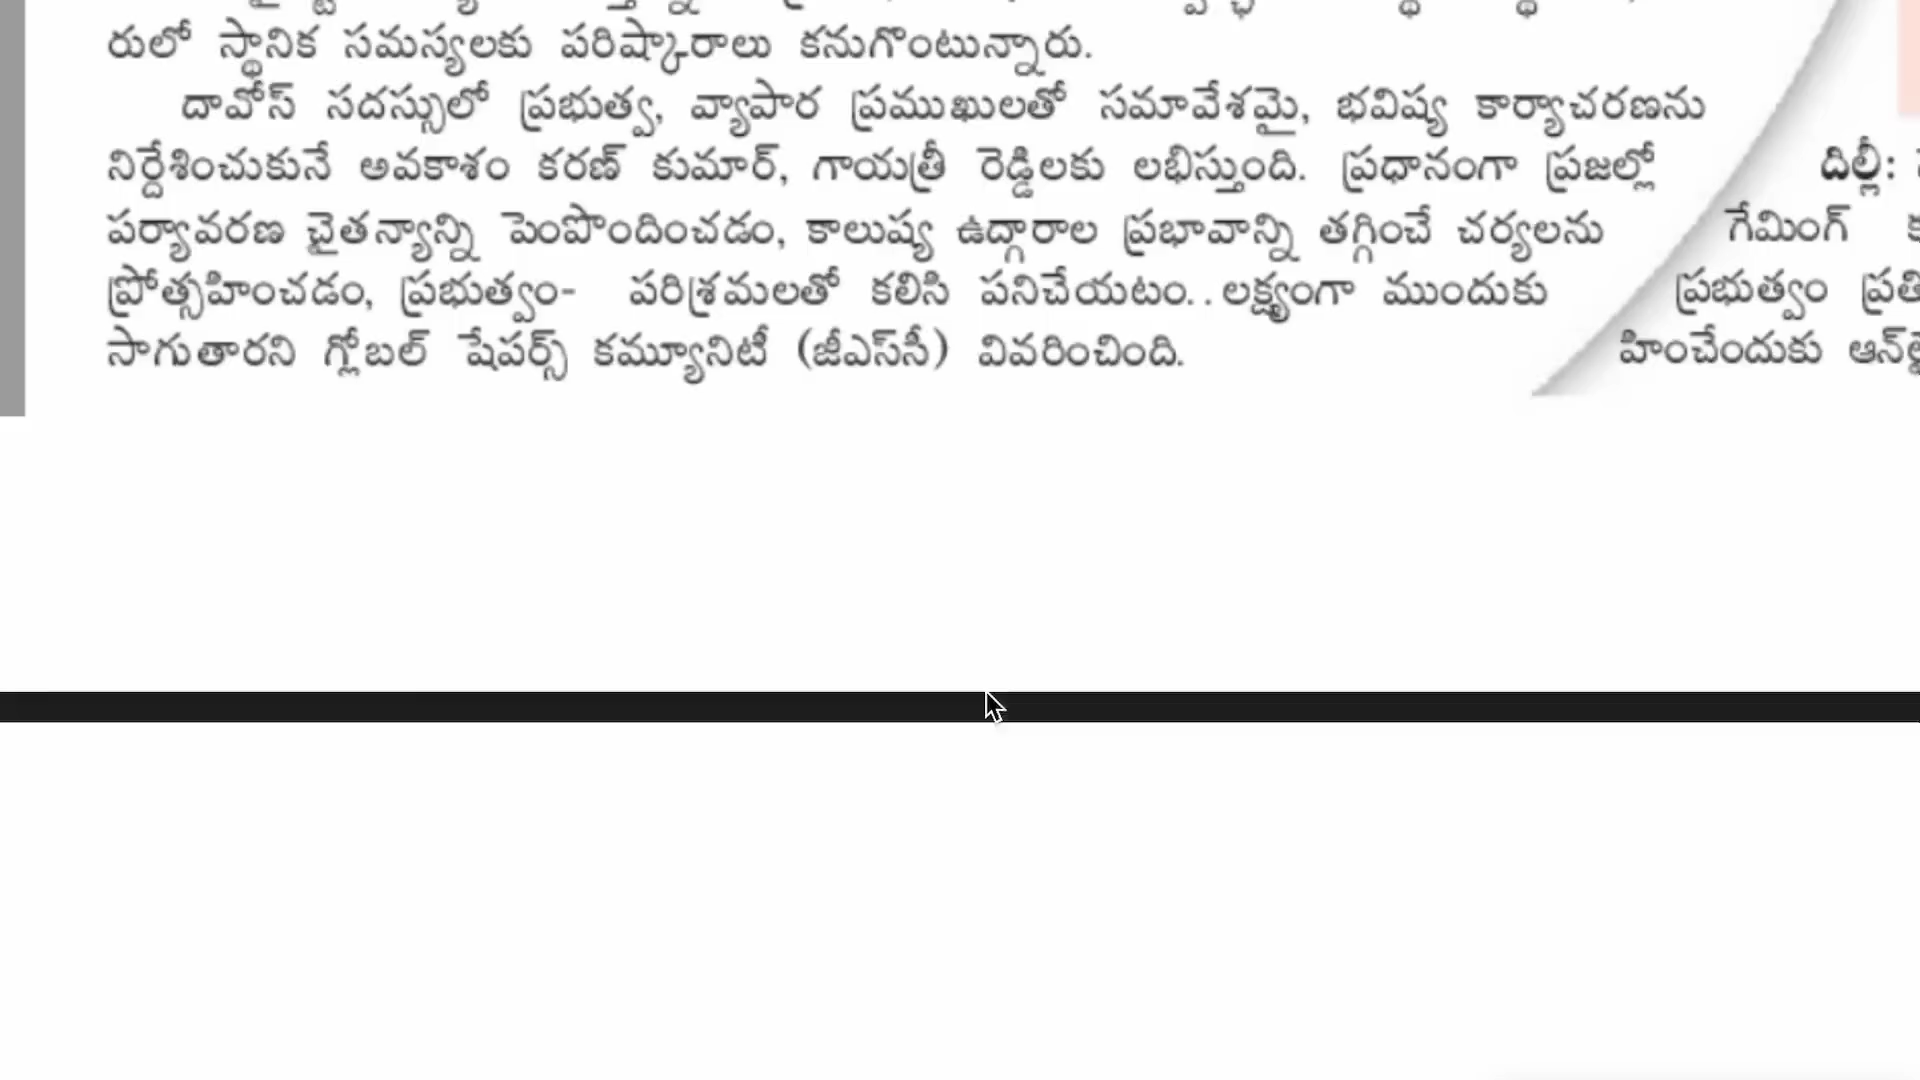 రులో స్థానిక సమస్యలకు పరిష్కారాలు కనుగొంటున్నారు.
దావోస్ సదస్సులో ప్రభుత్వ, వ్యాపార ప్రముఖులతో సమావేశమై, భవిష్య కార్యాచరణను
నిర్దేశించుకునే అవకాశం కరణ్ కుమార్, గాయత్రీ రెడ్డిలకు లభిస్తుంది. ప్రధానంగా ప్రజల్లో
పర్యావరణ చైతన్యాన్ని పెంపొందించడం, కాలుష్య ఉద్గారాల ప్రభావాన్ని తగ్గించే చర్యలను
ప్రోత్సహించడం, ప్రభుత్వం- పరిశ్రమలతో కలిసి పనిచేయటం.. లక్ష్యంగా ముందుకు
సాగుతారని గ్లోబల్ షేపర్స్ కమ్యూనిటీ (జీఎస్‌సీ) వివరించింది.
దిల్లీ:
గేమింగ్
ప్రభుత్వం
హించేందుకు